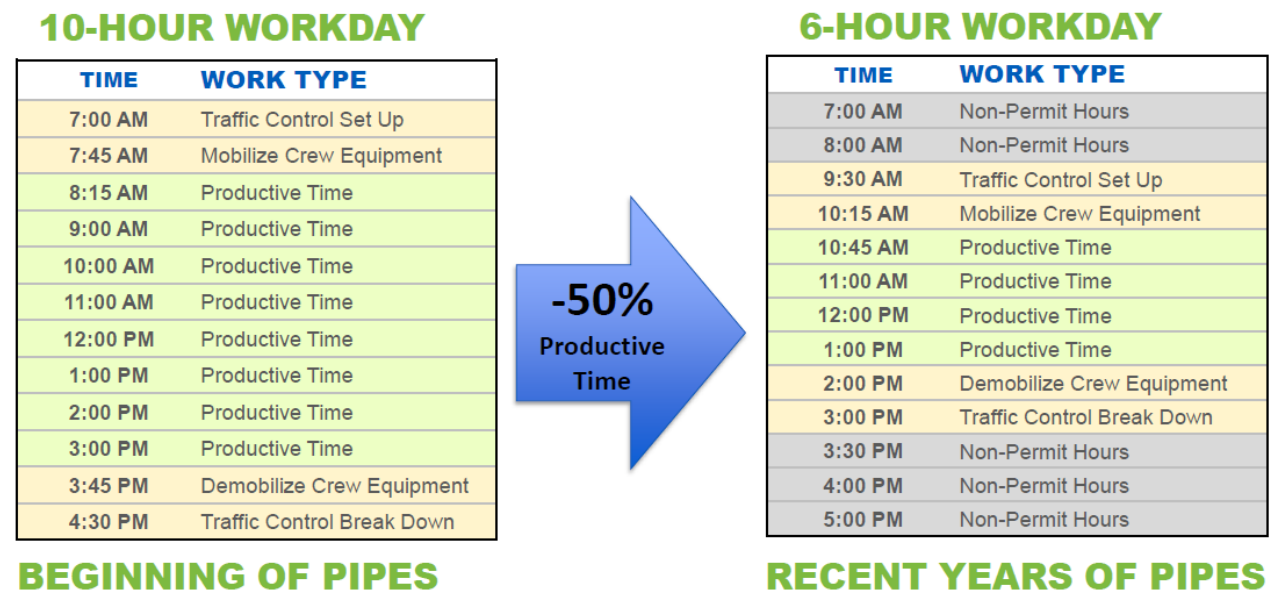 10-HOUR WORKDAY
TIME WORK TYPE
7:00 AM Traffic Control Set Up
7:45 AM Mobilize Crew Equipment
8:15 AM Productive Time
9:00 AM Productive Time
10:00 AM Productive Time
11:00 AM Productive Time
12:00 PM Productive Time
1:00 PM Productive Time
2:00 PM Productive Time
3:00 PM Productive Time
3:45 PM Demobilize Crew Equipment
4:30 PM Traffic Control Break Down
BEGINNING OF PIPES
-50%
Productive
Time
6-HOUR WORKDAY
TIME WORK TYPE
7:00 AM Non-Permit Hours
8:00 AM Non-Permit Hours
9:30 AM Traffic Control Set Up
10:15 AM Mobilize Crew Equipment
10:45 AM Productive Time
11:00 AM Productive Time
12:00 PM Productive Time
1:00 PM Productive Time
2:00 PM Demobilize Crew Equipment
3:00 PM Traffic Control Break Down
3:30 PM Non-Permit Hours
4:00 PM Non-Permit Hours
5:00 PM Non-Permit Hours
RECENT YEARS OF PIPES